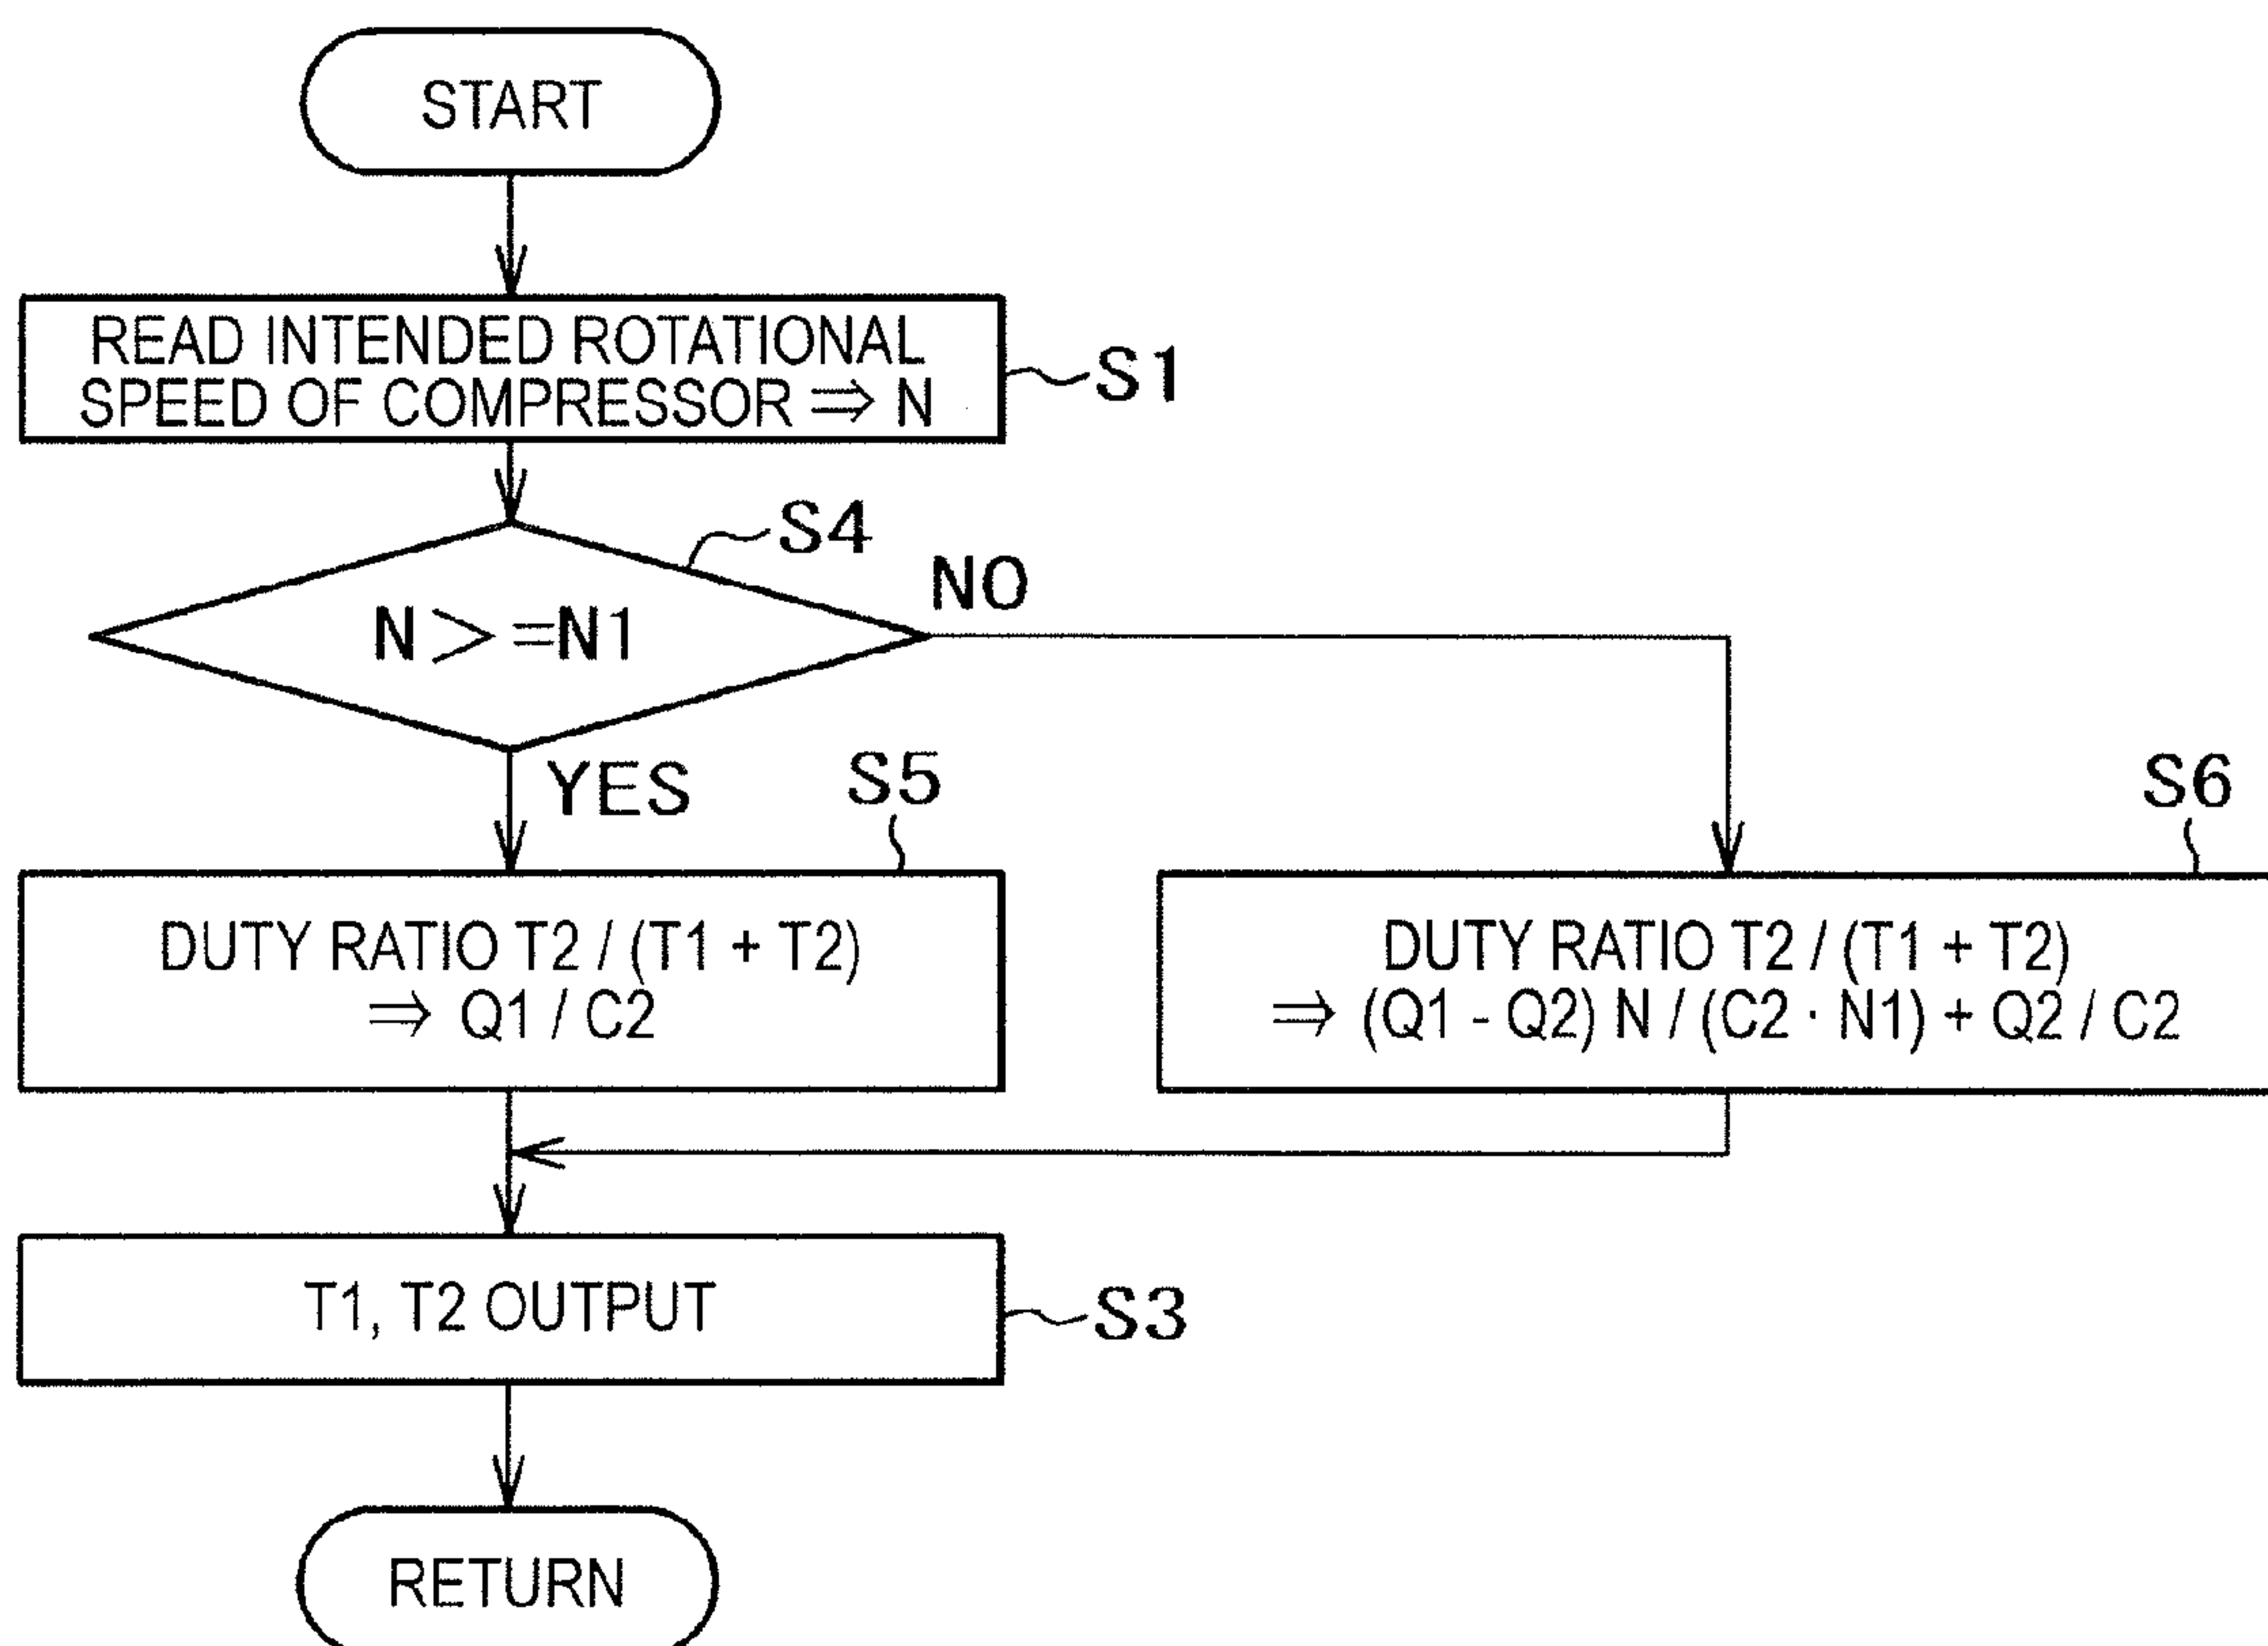 START
READ INTENDED ROTATIONAL
SPEED OF COMPRESSOR ⇒ N
S1
S4
N > =N1
NO
YES
S5
DUTY RATIO T2 / (T1 + T2)
⇒ Q1 / C2
S6
DUTY RATIO T2 / (T1 + T2)
⇒ (Q1 - Q2) N / (C2 · N1) + Q2 / C2
T1, T2 OUTPUT
S3
RETURN